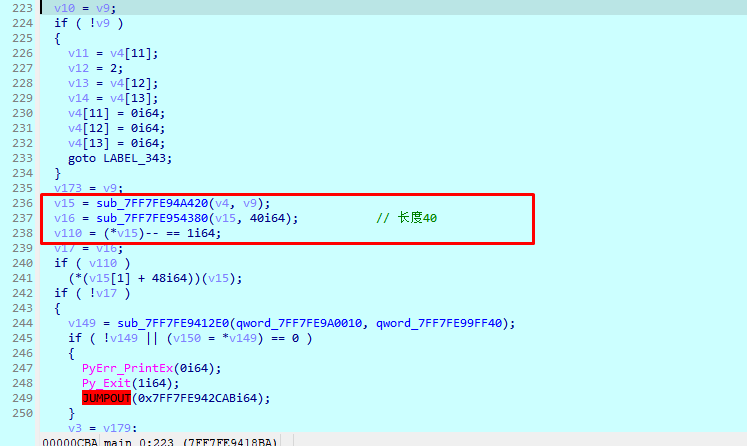 223 v10 = v9;
224 if ( !v9 )
225 {
226 v11 = v4[11];
227 v12 = 2;
228 v13 = v4[12];
229 v14 = v4[13];
230 v4[11] = 0i64;
231 v4[12] = 0i64;
232 v4[13] = 0i64;
233 goto LABEL_343;
234 }
235 v173 = v9;
236 v15 = sub_7FF7FE94A420(v4, v9);
237 v16 = sub_7FF7FE954380(v15, 40i64); // 长度40
238 v110 = (*v15)-- == 1i64;
239 v17 = v16;
240 if ( v110 )
241 (*(v15[1] + 48i64))(v15);
242 if ( !v17 )
243 {
244 v149 = sub_7FF7FE9412E0(qword_7FF7FE9A0010, qword_7FF7FE99FF40);
245 if ( !v149 || (v150 = *v149) == 0 )
246 {
247 PyErr_PrintEx(0i64);
248 Py_Exit(1i64);
249 JUMPOUT(0x7FF7FE942CABi64);
250 }
v3 = v179;
00000CBA main 0:223 (7FF7FE9418BA)